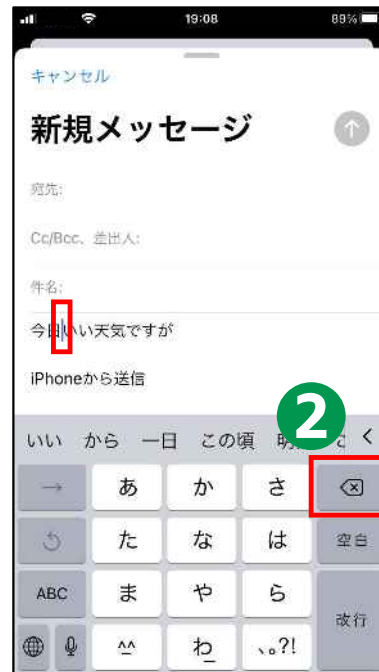 19:08 89%
キャンセル
新規メッセージ
宛先:
Cc/Bcc、差出人:
件名:
今日いい天気ですが
iPhoneから送信
2
いい から 一日 この頃
→ あ か さ
た な は 空白
ABC ま や ら
^^ わ_ 、。?! 改行